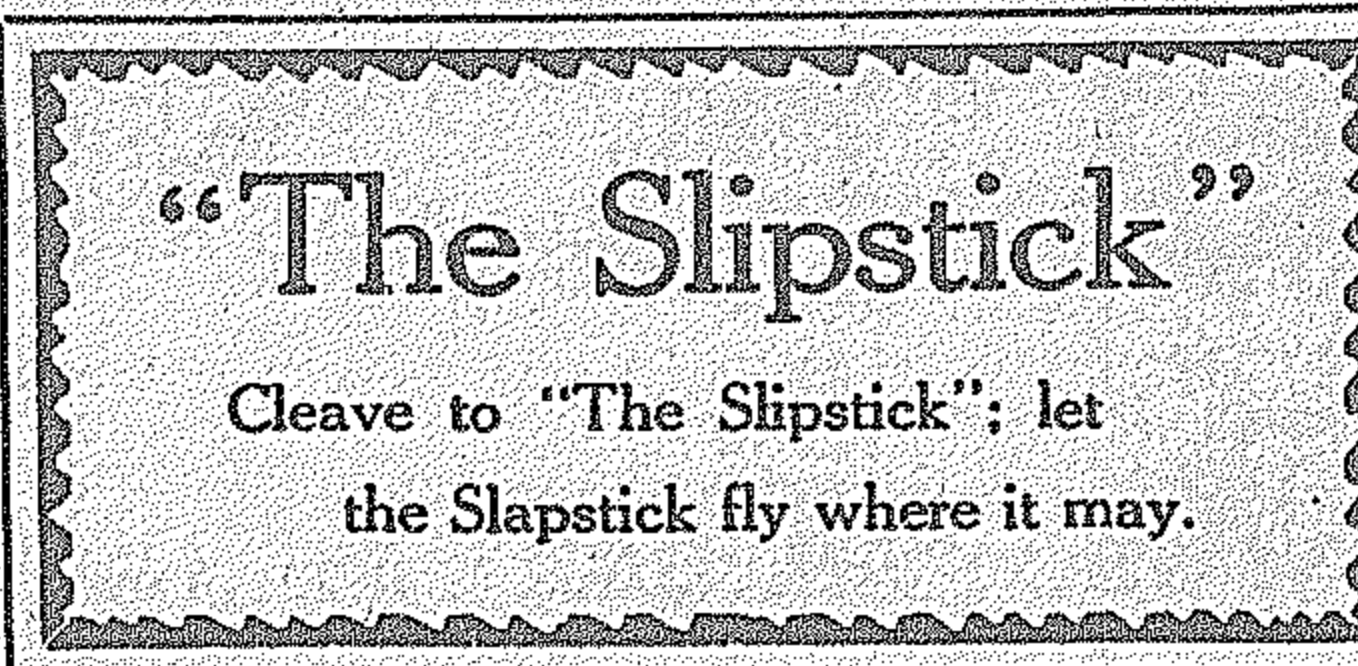 “The Slipstick”
Cleave to “The Slipstick”; let
the Slapstick fly where it may.